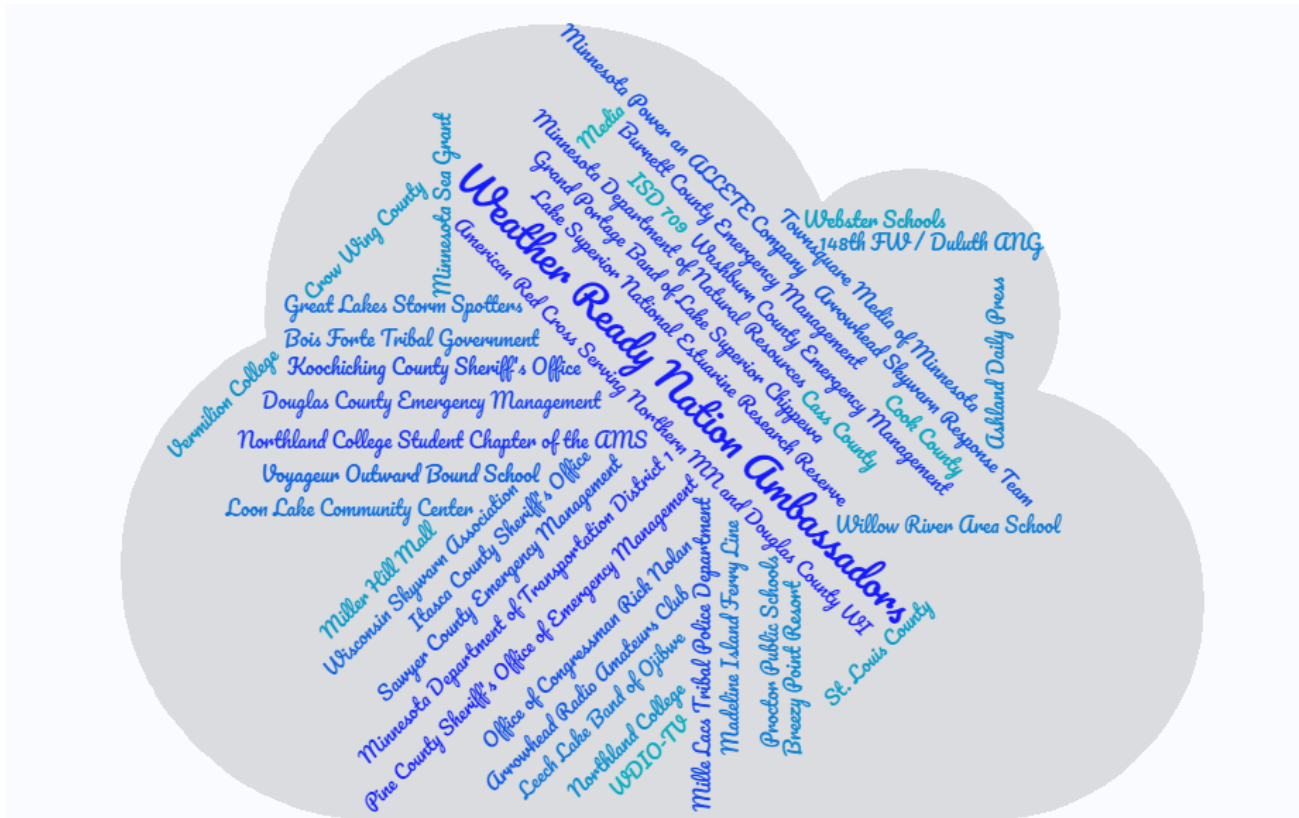 Minnesota Power an ALLETE Company
Media
Burnett County Emergency Management
Minnesota Department of Natural Resources
ISD 709
Grand Portage Band of Lake Superior Chippewa
Washburn County Emergency Management
Lake Superior National Estuarine Research Reserve
Townsquare Media of Minnesota
Webster Schools
148th FW / Duluth ANG
Arrowhead Skywarn Response Team
Ashland Daily Press
Cass County
Cook County
Weather Ready Nation Ambassadors
American Red Cross Serving Northern MN and Douglas County WI
Minnesota Sea Grant
Crow Wing County
Great Lakes Storm Spotters
Bois Forte Tribal Government
Koochiching County Sheriff's Office
Vermilion College
Douglas County Emergency Management
Northland College Student Chapter of the AMS
Voyageur Outward Bound School
Loon Lake Community Center
Willow River Area School
Miller Hill Mall
Wisconsin Skywarn Association
Itasca County Sheriff's Office
Sawyer County Emergency Management
Minnesota Department of Transportation District 1
Pine County Sheriff's Office of Emergency Management
Office of Congressman Rick Nolan
Arrowhead Radio Amateurs Club
Leech Lake Band of Ojibwe
Northland College
WDIO-TV
Mille Lacs Tribal Police Department
Madeline Island Ferry Line
Proctor Public Schools
Breezy Point Resort
St. Louis County